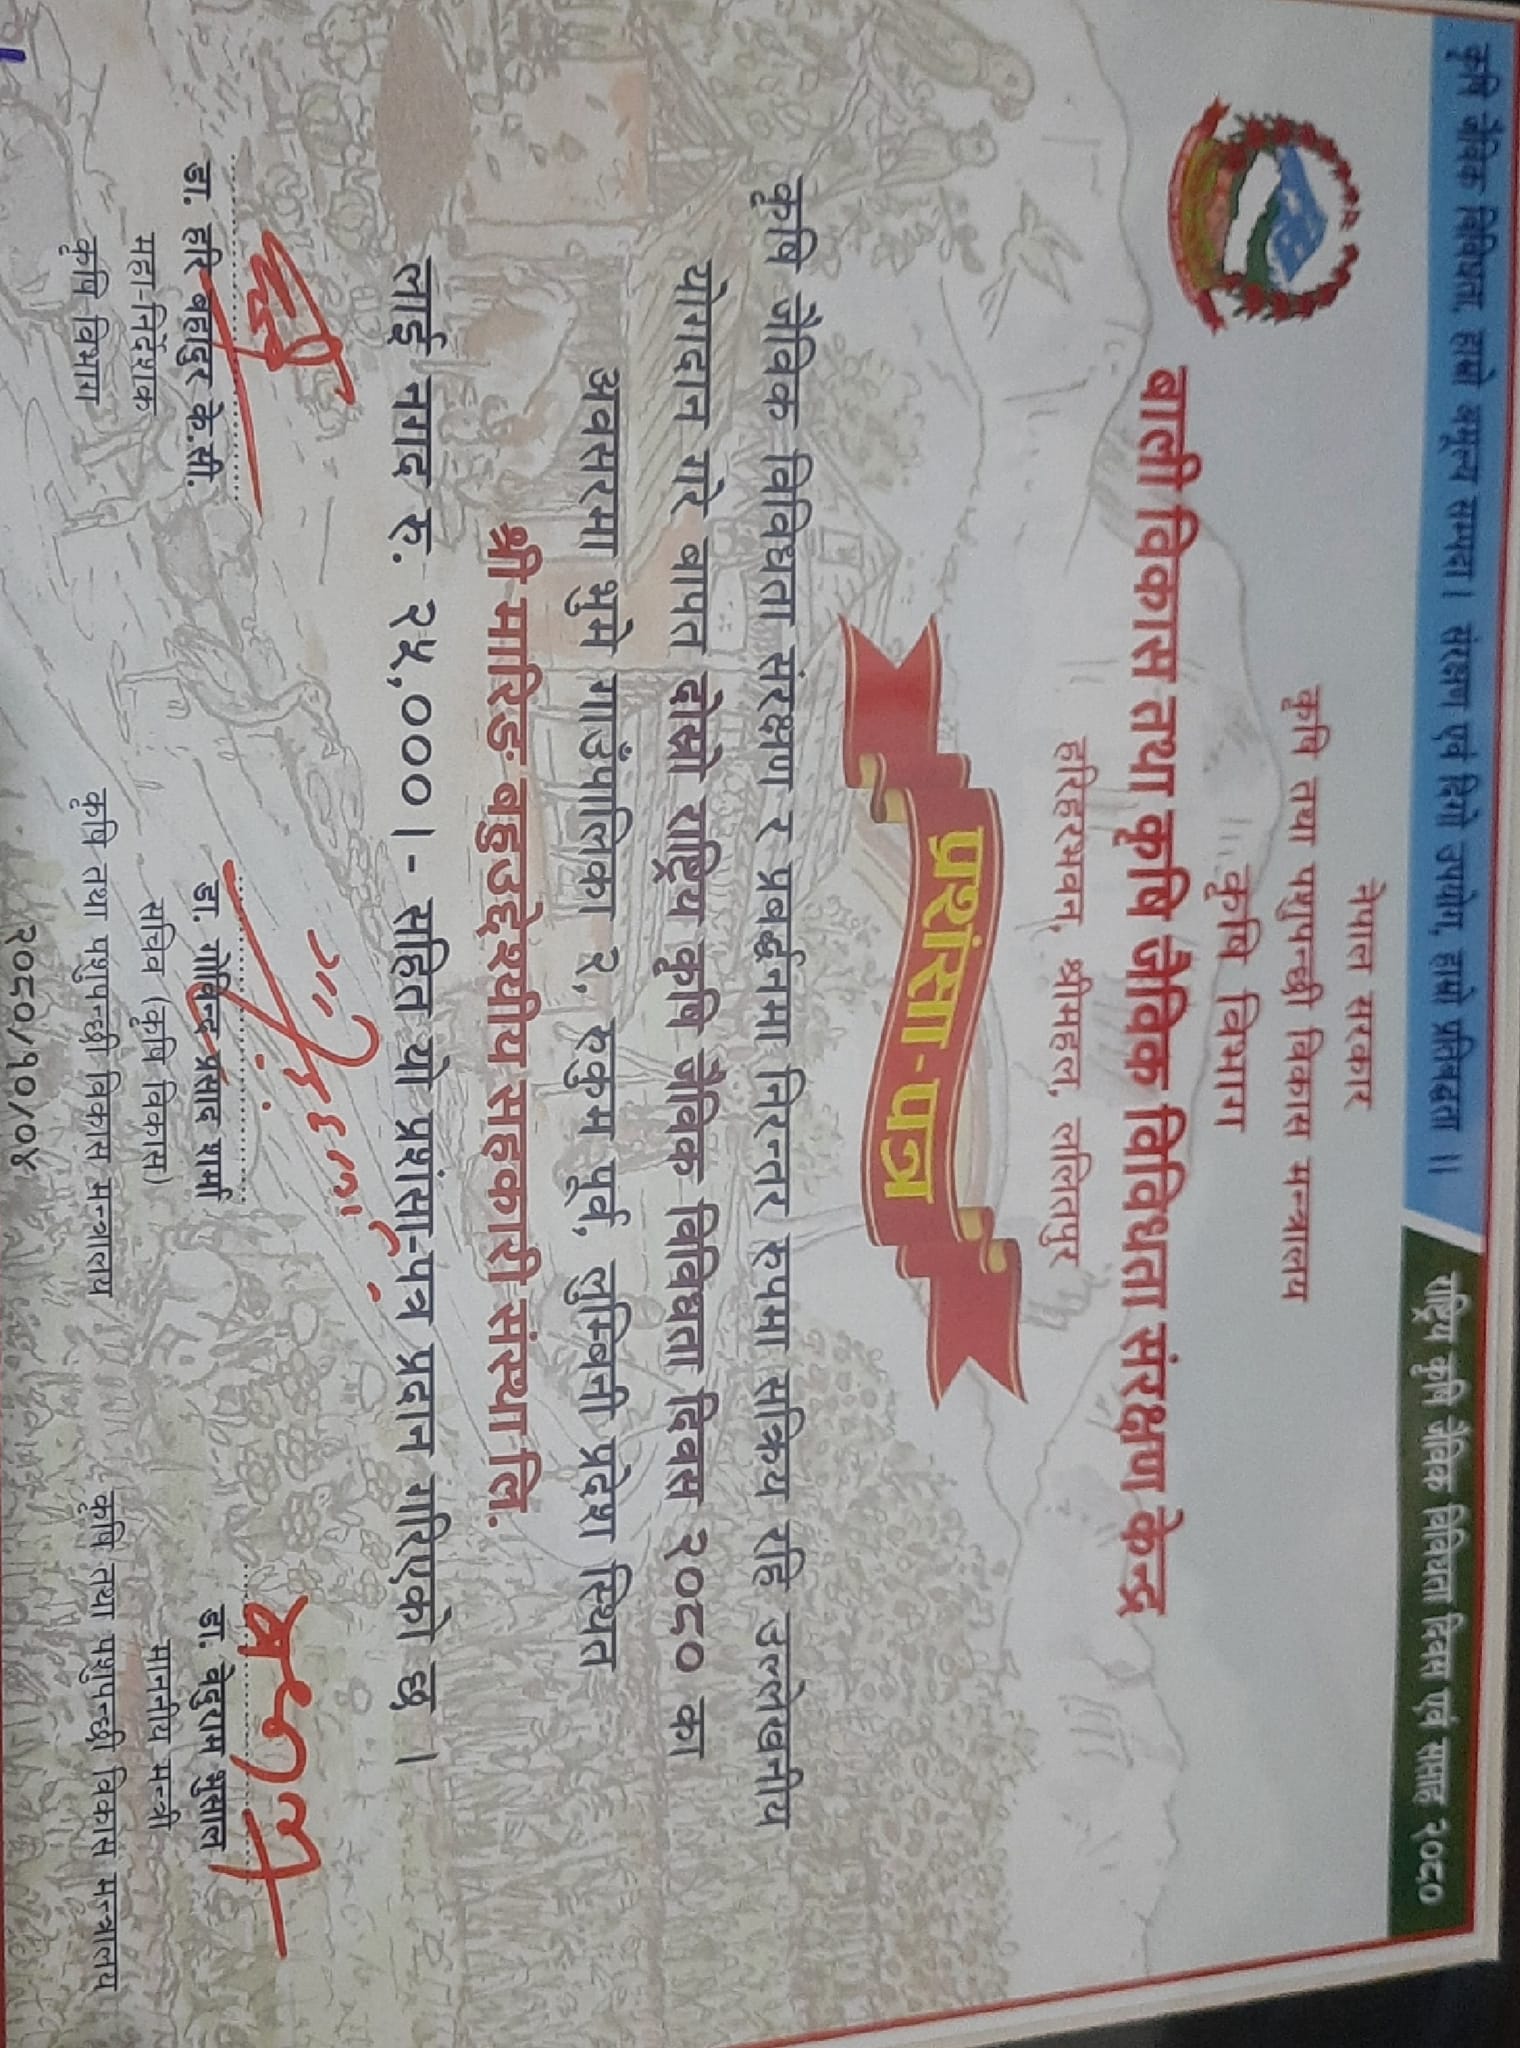 कृषि जैविक विविधता, हाम्रो अमूल्य सम्पदा। संरक्षण एवं दिगो उपयोग, हाम्रो प्रतिबद्धता ।।
राष्ट्रिय कृषि जैविक विविधता दिवस एवं सप्ताह २०८०
नेपाल सरकार
कृषि तथा पशुपन्छी विकास मन्त्रालय
कृषि विभाग
बाली विकास तथा कृषि जैविक विविधता संरक्षण केन्द्र
हरिहरभवन, श्रीमहल, ललितपुर
प्रशंसा-पत्र
कृषि जैविक विविधता संरक्षण र प्रवर्द्धनमा निरन्तर रुपमा सक्रिय रहि उल्लेखनीय
योगदान गरे बापत दोस्रो राष्ट्रिय कृषि जैविक विविधता दिवस २०८० का
अवसरमा भुमे गाउँपालिका २, रुकुम पूर्व, लुम्बिनी प्रदेश स्थित
श्री मारिङ बहुउद्देश्यीय सहकारी संस्था लि.
लाई नगद रु. २५,०००।- सहित यो प्रशंसा-पत्र प्रदान गरिएको छ ।
डा. हरि बहादुर के.सी.
महा-निर्देशक
कृषि विभाग
डा. गोविन्द प्रसाद शर्मा
सचिव (कृषि विकास)
कृषि तथा पशुपन्छी विकास मन्त्रालय
डा. वेदुराम भुसाल
माननीय मन्त्री
कृषि तथा पशुपन्छी विकास मन्त्रालय
२०८०/१०/०४